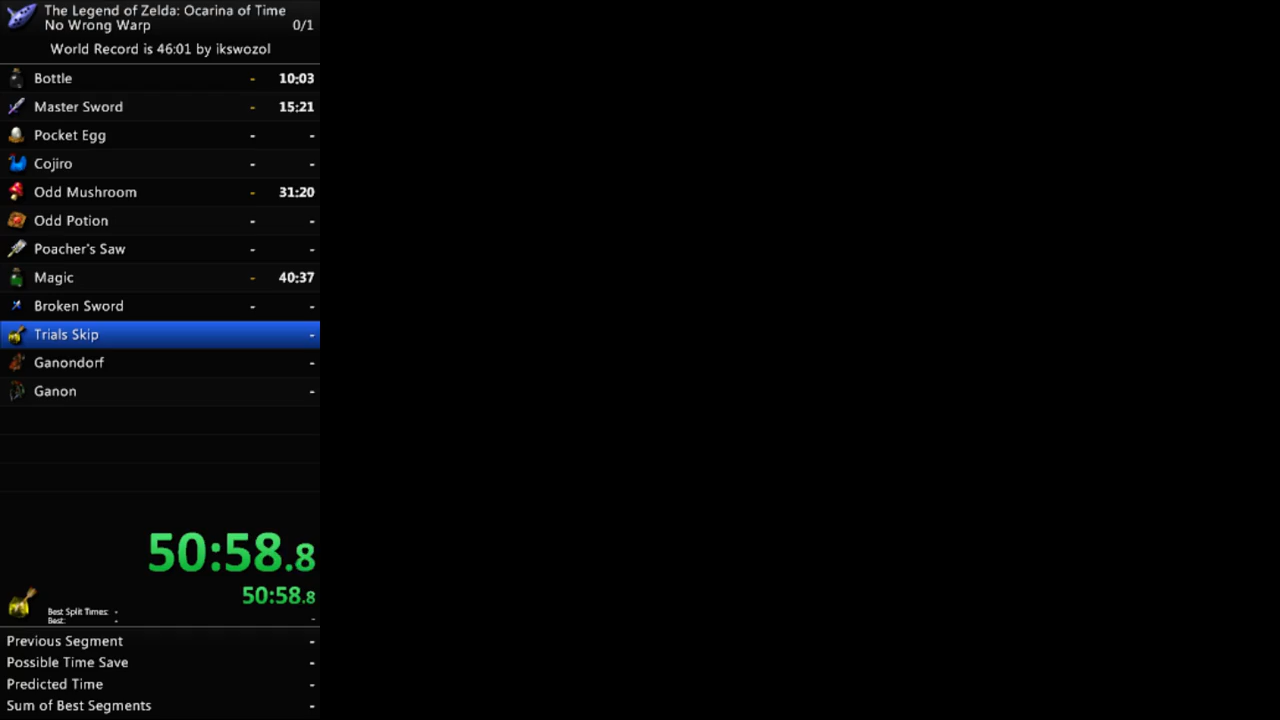 The Legend of Zelda: Ocarina of Time
No Wrong Warp 0/1
World Record is 46:01 by ikswozol
Bottle - 10:03
Master Sword - 15:21
Pocket Egg - -
Cojiro - -
Odd Mushroom - 31:20
Odd Potion - -
Poacher's Saw - -
Magic - 40:37
Broken Sword - -
Trials Skip -
Ganondorf -
Ganon -
50:58.8
50:58.8
Best Split Times: -
Best: - -
Previous Segment -
Possible Time Save -
Predicted Time -
Sum of Best Segments -